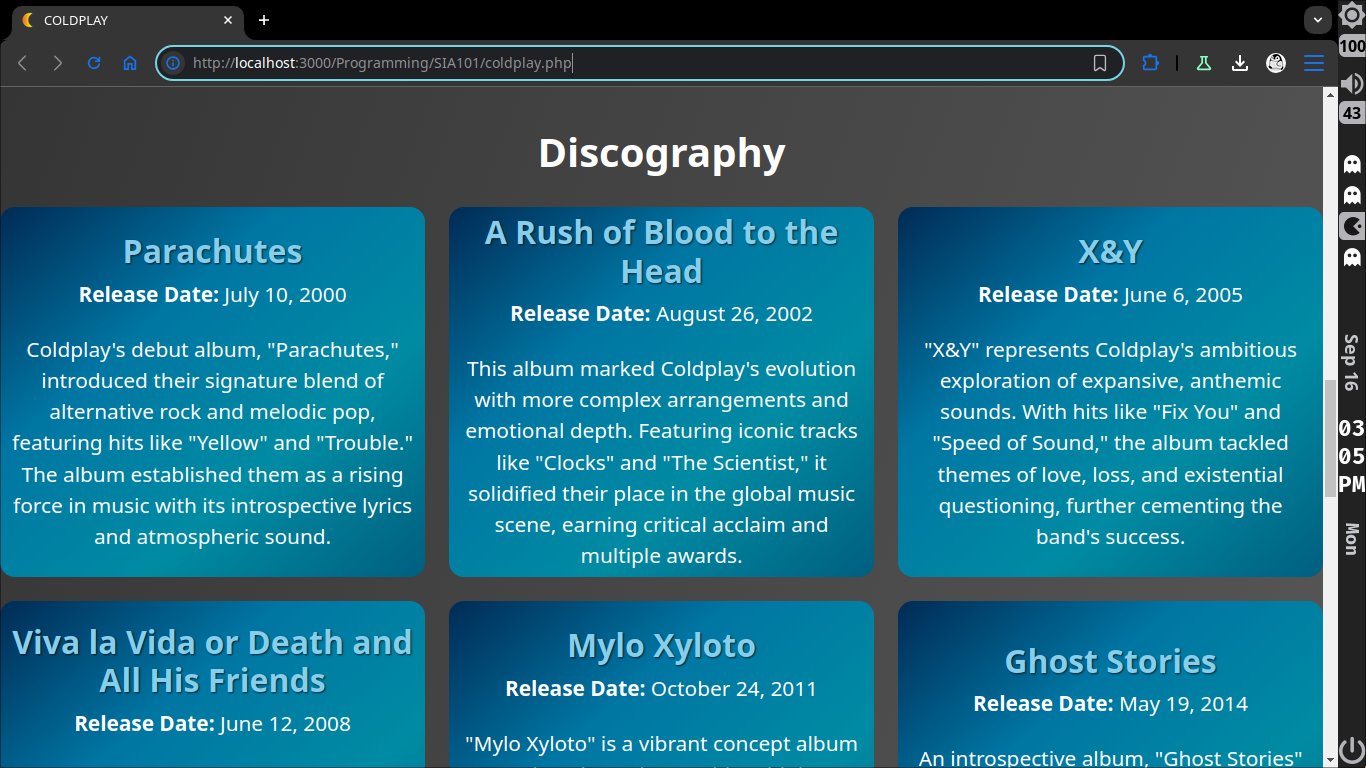 COLDPLAY
http://localhost:3000/Programming/SIA101/coldplay.php
100
43
Sep 16
03
05
PM
Mon
Discography
Parachutes
Release Date: July 10, 2000
Coldplay's debut album, "Parachutes,"
introduced their signature blend of
alternative rock and melodic pop,
featuring hits like "Yellow" and "Trouble."
The album established them as a rising
force in music with its introspective lyrics
and atmospheric sound.
A Rush of Blood to the
Head
Release Date: August 26, 2002
This album marked Coldplay's evolution
with more complex arrangements and
emotional depth. Featuring iconic tracks
like "Clocks" and "The Scientist," it
solidified their place in the global music
scene, earning critical acclaim and
multiple awards.
X&Y
Release Date: June 6, 2005
"X&Y" represents Coldplay's ambitious
exploration of expansive, anthemic
sounds. With hits like "Fix You" and
"Speed of Sound," the album tackled
themes of love, loss, and existential
questioning, further cementing the
band's success.
Viva la Vida or Death and
All His Friends
Release Date: June 12, 2008
Mylo Xyloto
Release Date: October 24, 2011
"Mylo Xyloto" is a vibrant concept album
Ghost Stories
Release Date: May 19, 2014
An introspective album, "Ghost Stories"